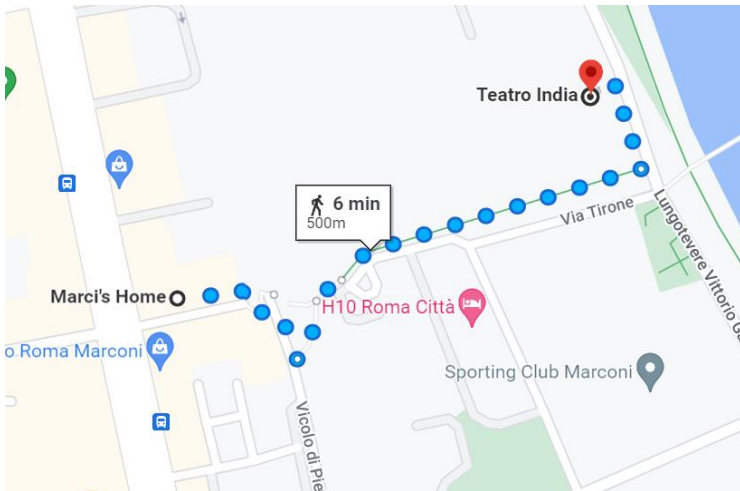 Teatro India
6 min
500m
Via Tirone
Lungotevere Vittorio Ga
Marci's Home
H10 Roma Città
o Roma Marconi
Sporting Club Marconi
Vicolo di Pie